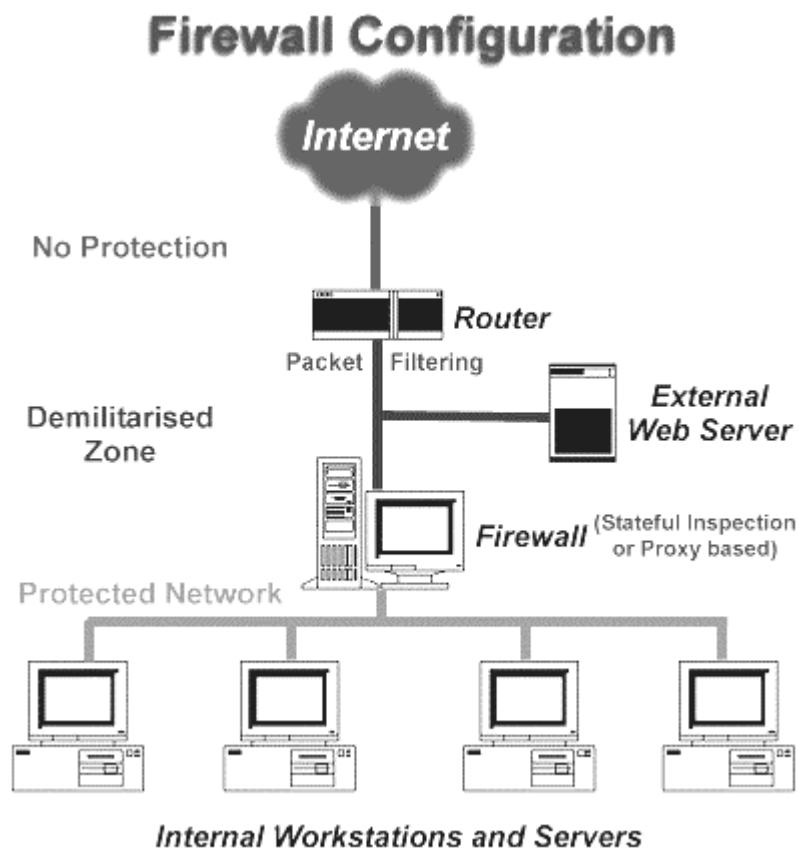 Firewall Configuration
Internet
No Protection
Router
Packet Filtering
Demilitarised
Zone
External
Web Server
Firewall (Stateful Inspection
or Proxy based)
Protected Network
Internal Workstations and Servers